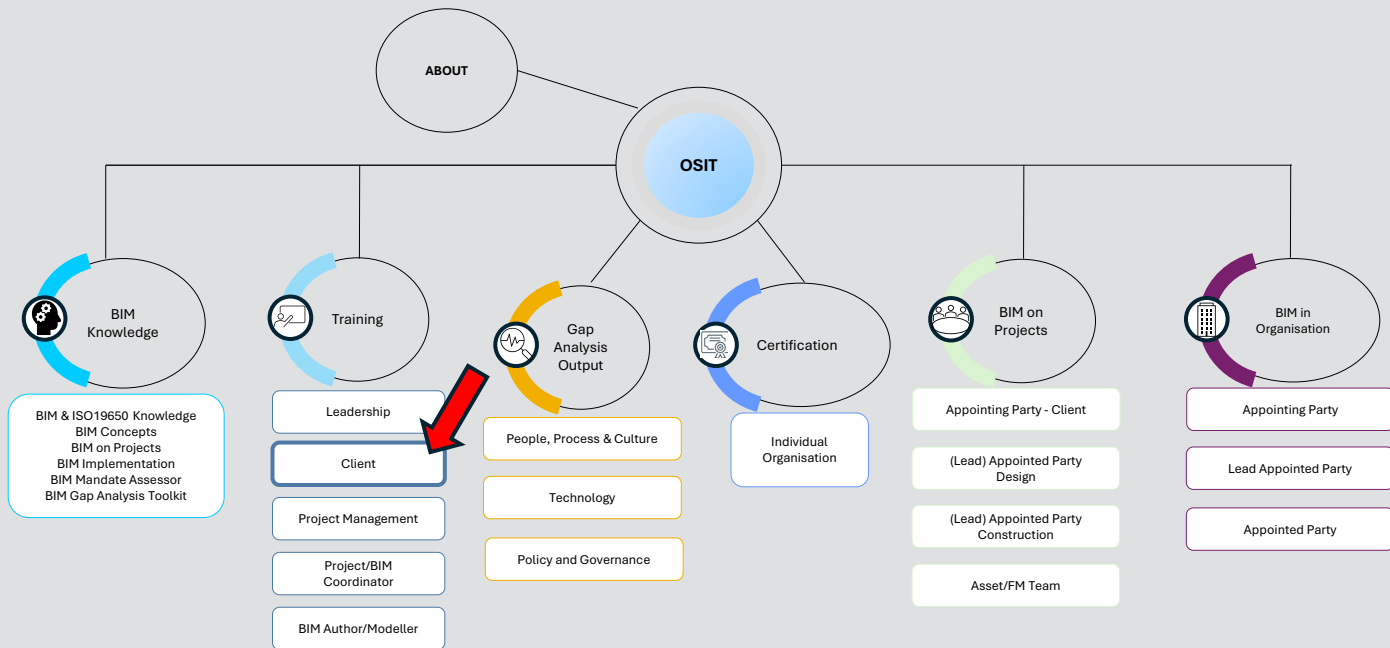 ABOUT
OSIT
BIM
Knowledge
BIM & ISO19650 Knowledge
BIM Concepts
BIM on Projects
BIM Implementation
BIM Mandate Assessor
BIM Gap Analysis Toolkit
Training
Leadership
Client
Project Management
Project/BIM
Coordinator
BIM Author/Modeller
Gap
Analysis
Output
People, Process & Culture
Technology
Policy and Governance
Certification
Individual
Organisation
BIM on
Projects
Appointing Party - Client
(Lead) Appointed Party
Design
(Lead) Appointed Party
Construction
Asset/FM Team
BIM in
Organisation
Appointing Party
Lead Appointed Party
Appointed Party